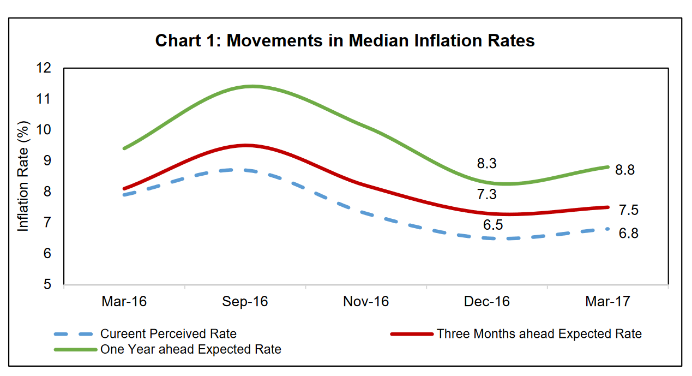 Chart 1: Movements in Median Inflation Rates
12
11
10
9
8
7
6
5
Inflation Rate (%)
8.3
7.3
6.5
8.8
7.5
6.8
Mar-16 Sep-16 Nov-16 Dec-16 Mar-17
Cureent Perceived Rate Three Months ahead Expected Rate
One Year ahead Expected Rate